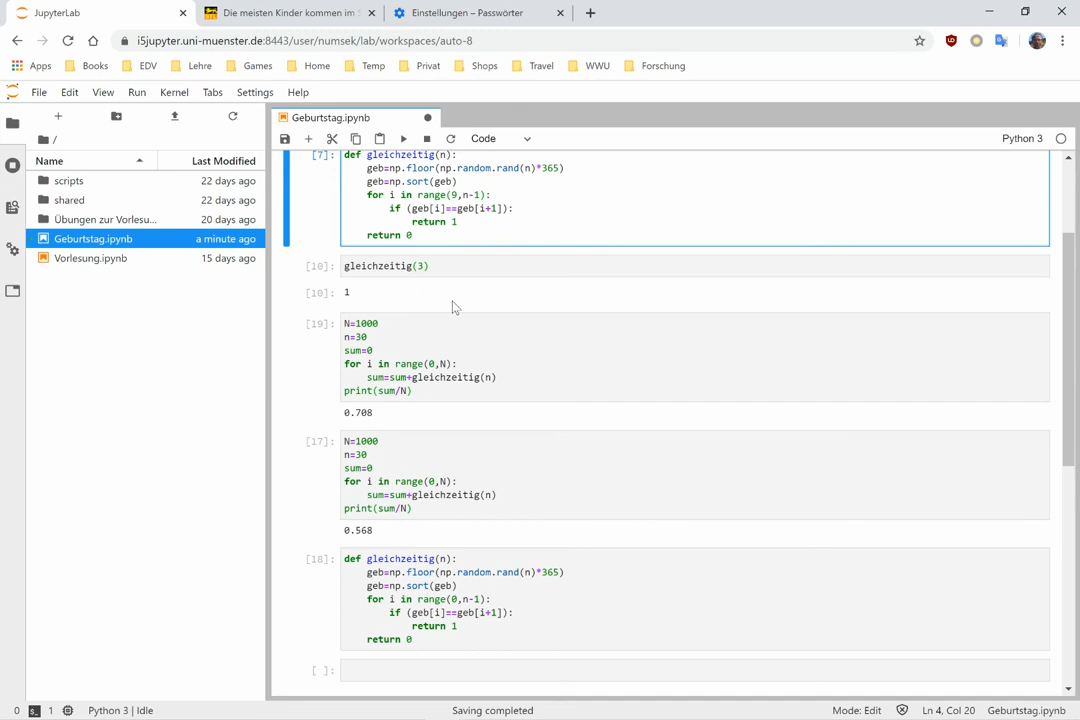 JupyterLab
Die meisten Kinder kommen im S
Einstellungen – Passwörter
i5jupyter.uni-muenster.de:8443/user/numsek/lab/workspaces/auto-8
Apps Books EDV Lehre Games Home Temp Privat Shops Travel WWU Forschung
File Edit View Run Kernel Tabs Settings Help
Geburtstag.ipynb
Code
Python 3
/
Name Last Modified
scripts 22 days ago
shared 22 days ago
Übungen zur Vorlesu... 20 days ago
Geburtstag.ipynb a minute ago
Vorlesung.ipynb 15 days ago
[7]: def gleichzeitig(n):
geb=np.floor(np.random.rand(n)*365)
geb=np.sort(geb)
for i in range(9,n-1):
if (geb[i]==geb[i+1]):
return 1
return 0
[10]: gleichzeitig(3)
[10]: 1
[19]: N=1000
n=30
sum=0
for i in range(0,N):
sum=sum+gleichzeitig(n)
print(sum/N)
0.708
[17]: N=1000
n=30
sum=0
for i in range(0,N):
sum=sum+gleichzeitig(n)
print(sum/N)
0.568
[18]: def gleichzeitig(n):
geb=np.floor(np.random.rand(n)*365)
geb=np.sort(geb)
for i in range(0,n-1):
if (geb[i]==geb[i+1]):
return 1
return 0
[ ]:
0 1 Python 3 | Idle Saving completed Mode: Edit Ln 4, Col 20 Geburtstag.ipynb